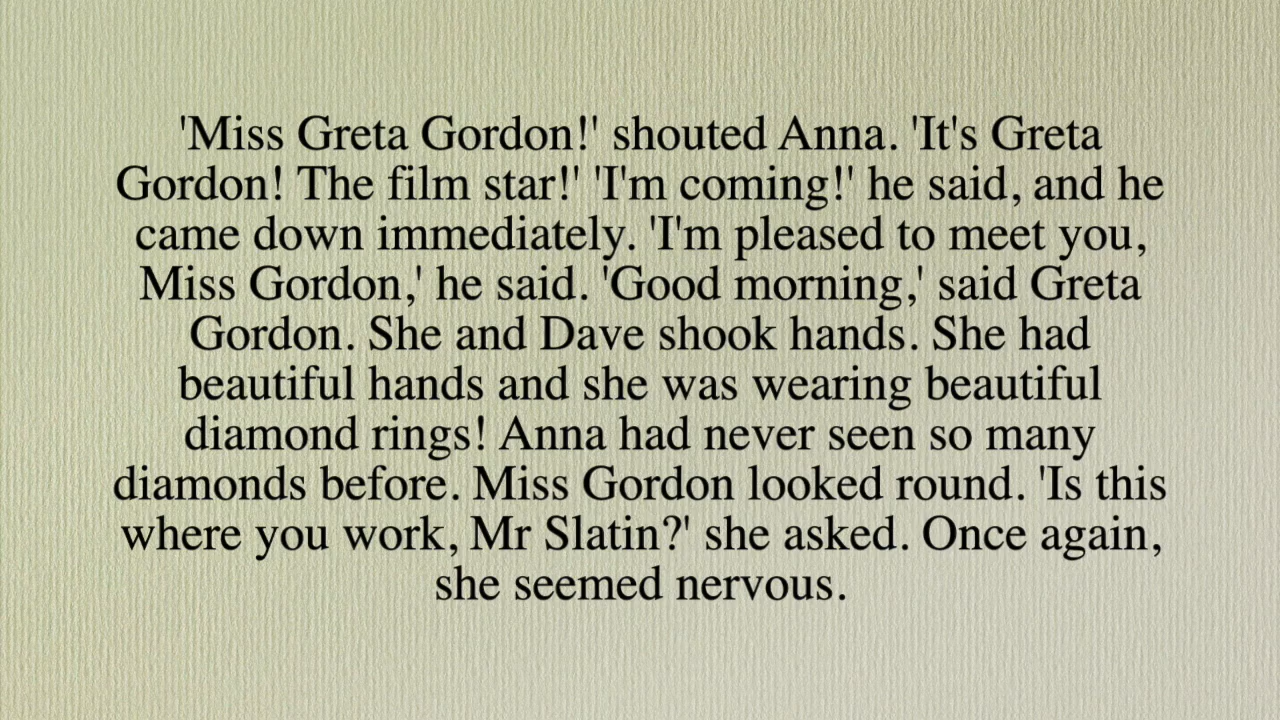 'Miss Greta Gordon!' shouted Anna. 'It's Greta
Gordon! The film star!' 'I'm coming!' he said, and he
came down immediately. 'I'm pleased to meet you,
Miss Gordon,' he said. 'Good morning,' said Greta
Gordon. She and Dave shook hands. She had
beautiful hands and she was wearing beautiful
diamond rings! Anna had never seen so many
diamonds before. Miss Gordon looked round. 'Is this
where you work, Mr Slatin?' she asked. Once again,
she seemed nervous.